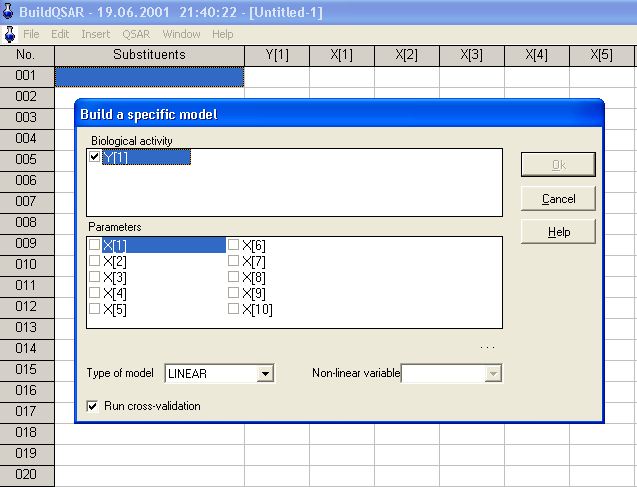 BuildQSAR - 19.06.2001 21:40:22 - [Untitled-1]
File Edit Insert QSAR Window Help
No. Substituents Y[1] X[1] X[2] X[3] X[4] X[5]
001
002
003
004
005
006
007
008
009
010
011
012
013
014
015
016
017
018
019
020
Build a specific model
Biological activity
Y[1]
Ok
Cancel
Help
Parameters
X[1] X[6]
X[2] X[7]
X[3] X[8]
X[4] X[9]
X[5] X[10]
...
Type of model LINEAR Non-linear variable
Run cross-validation